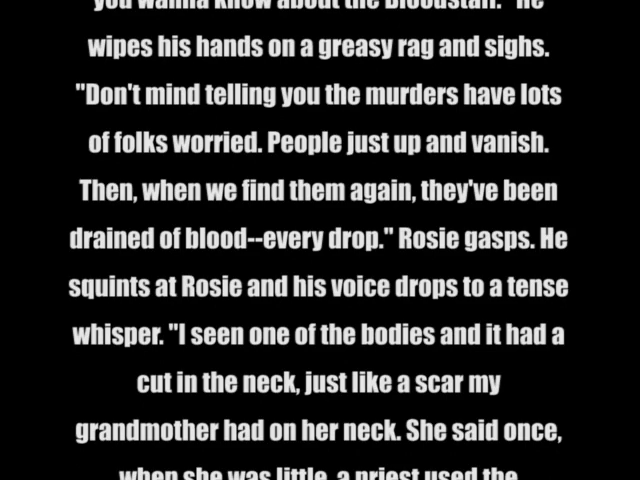 you wanna know about the Bloodstaff." He
wipes his hands on a greasy rag and sighs.
"Don't mind telling you the murders have lots
of folks worried. People just up and vanish.
Then, when we find them again, they've been
drained of blood--every drop." Rosie gasps. He
squints at Rosie and his voice drops to a tense
whisper. "I seen one of the bodies and it had a
cut in the neck, just like a scar my
grandmother had on her neck. She said once,
when she was little, a priest used the